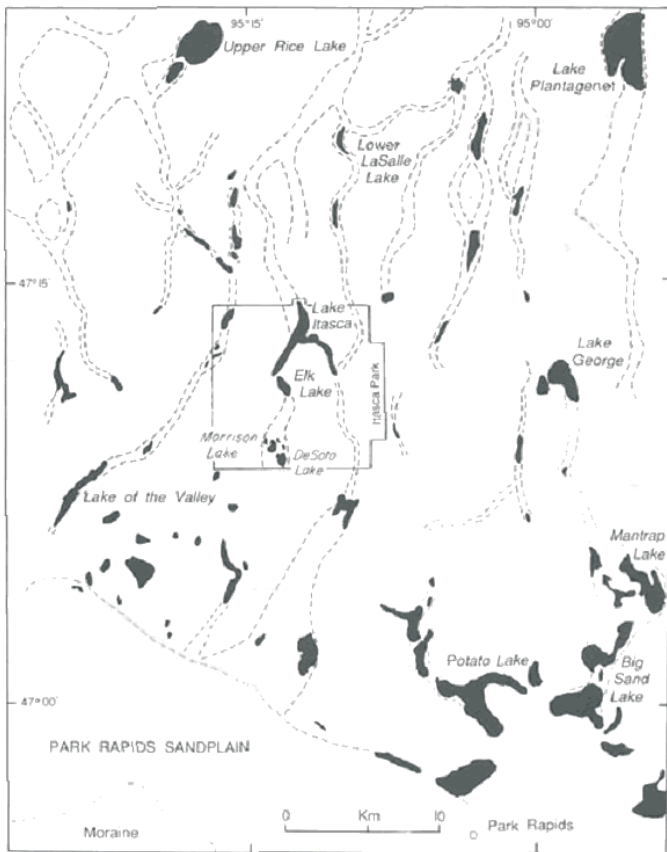 95°15'
95°00'
Upper Rice Lake
Lake
Plantagenet
Lower
LaSalle
Lake
47°15'
Lake
Itasca
Lake
George
Elk
Lake
Itasca Park
Morrison
Lake
DeSoto
Lake
Lake of the Valley
Mantrap
Lake
Potato Lake
Big
Sand
Lake
47°00'
PARK RAPIDS SANDPLAIN
0 Km 10
Moraine
Park Rapids